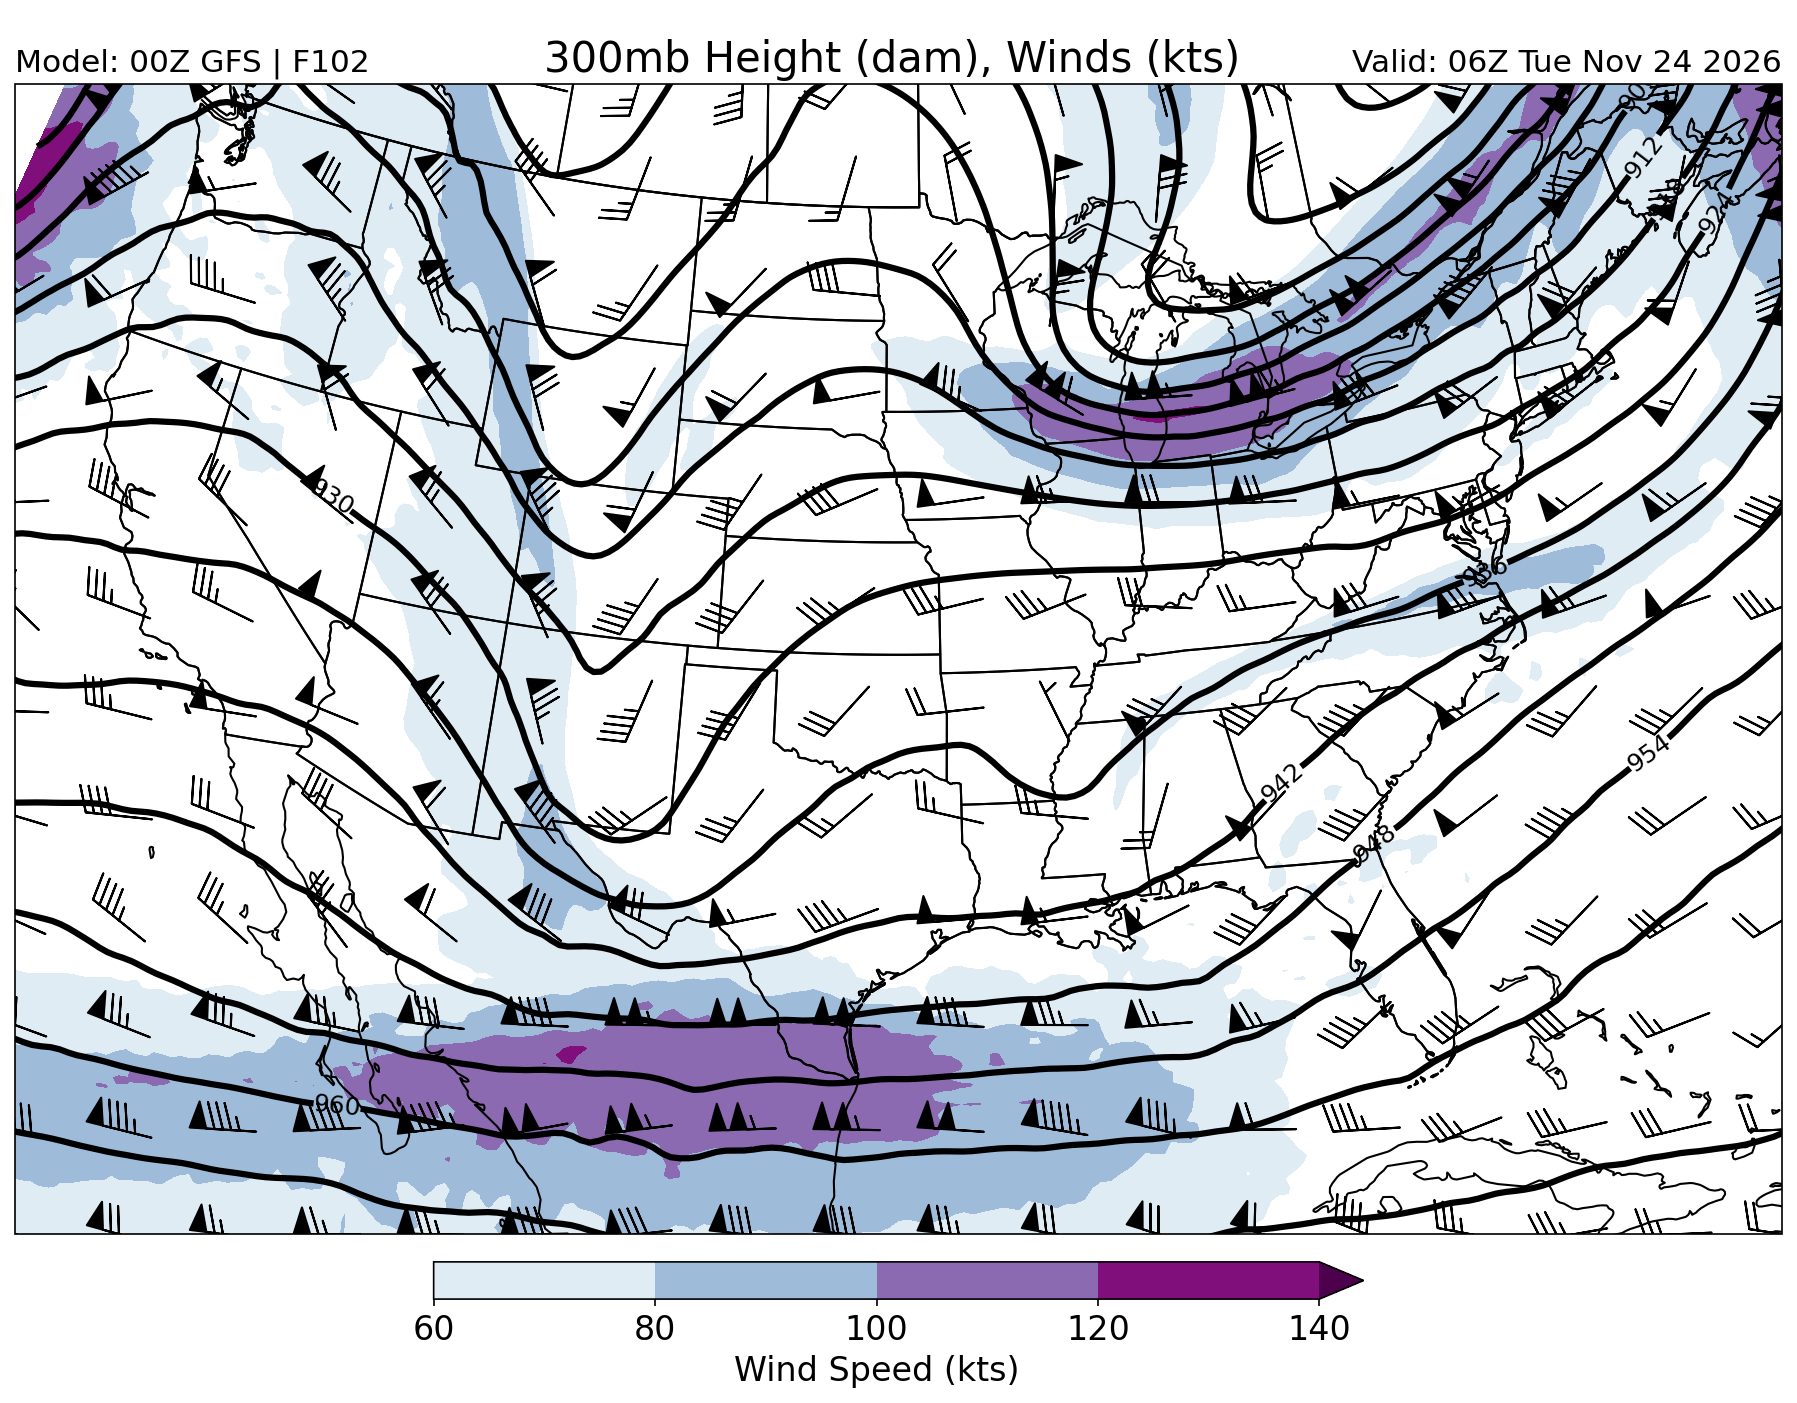 Model: 00Z GFS | F102
300mb Height (dam), Winds (kts)
Valid: 06Z Tue Nov 24 2026
912
924
930
936
942
954
948
960
60 80 100 120 140
Wind Speed (kts)